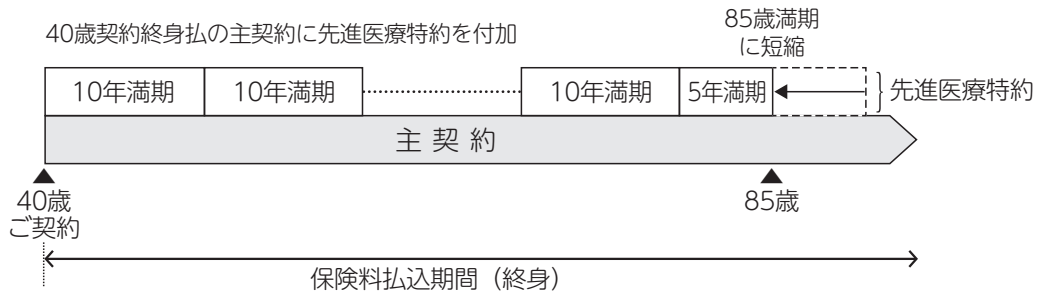 40歳契約終身払の主契約に先進医療特約を付加
85歳満期
に短縮
10年満期
10年満期
10年満期
5年満期
先進医療特約
主契約
40歳
ご契約
85歳
保険料払込期間（終身）